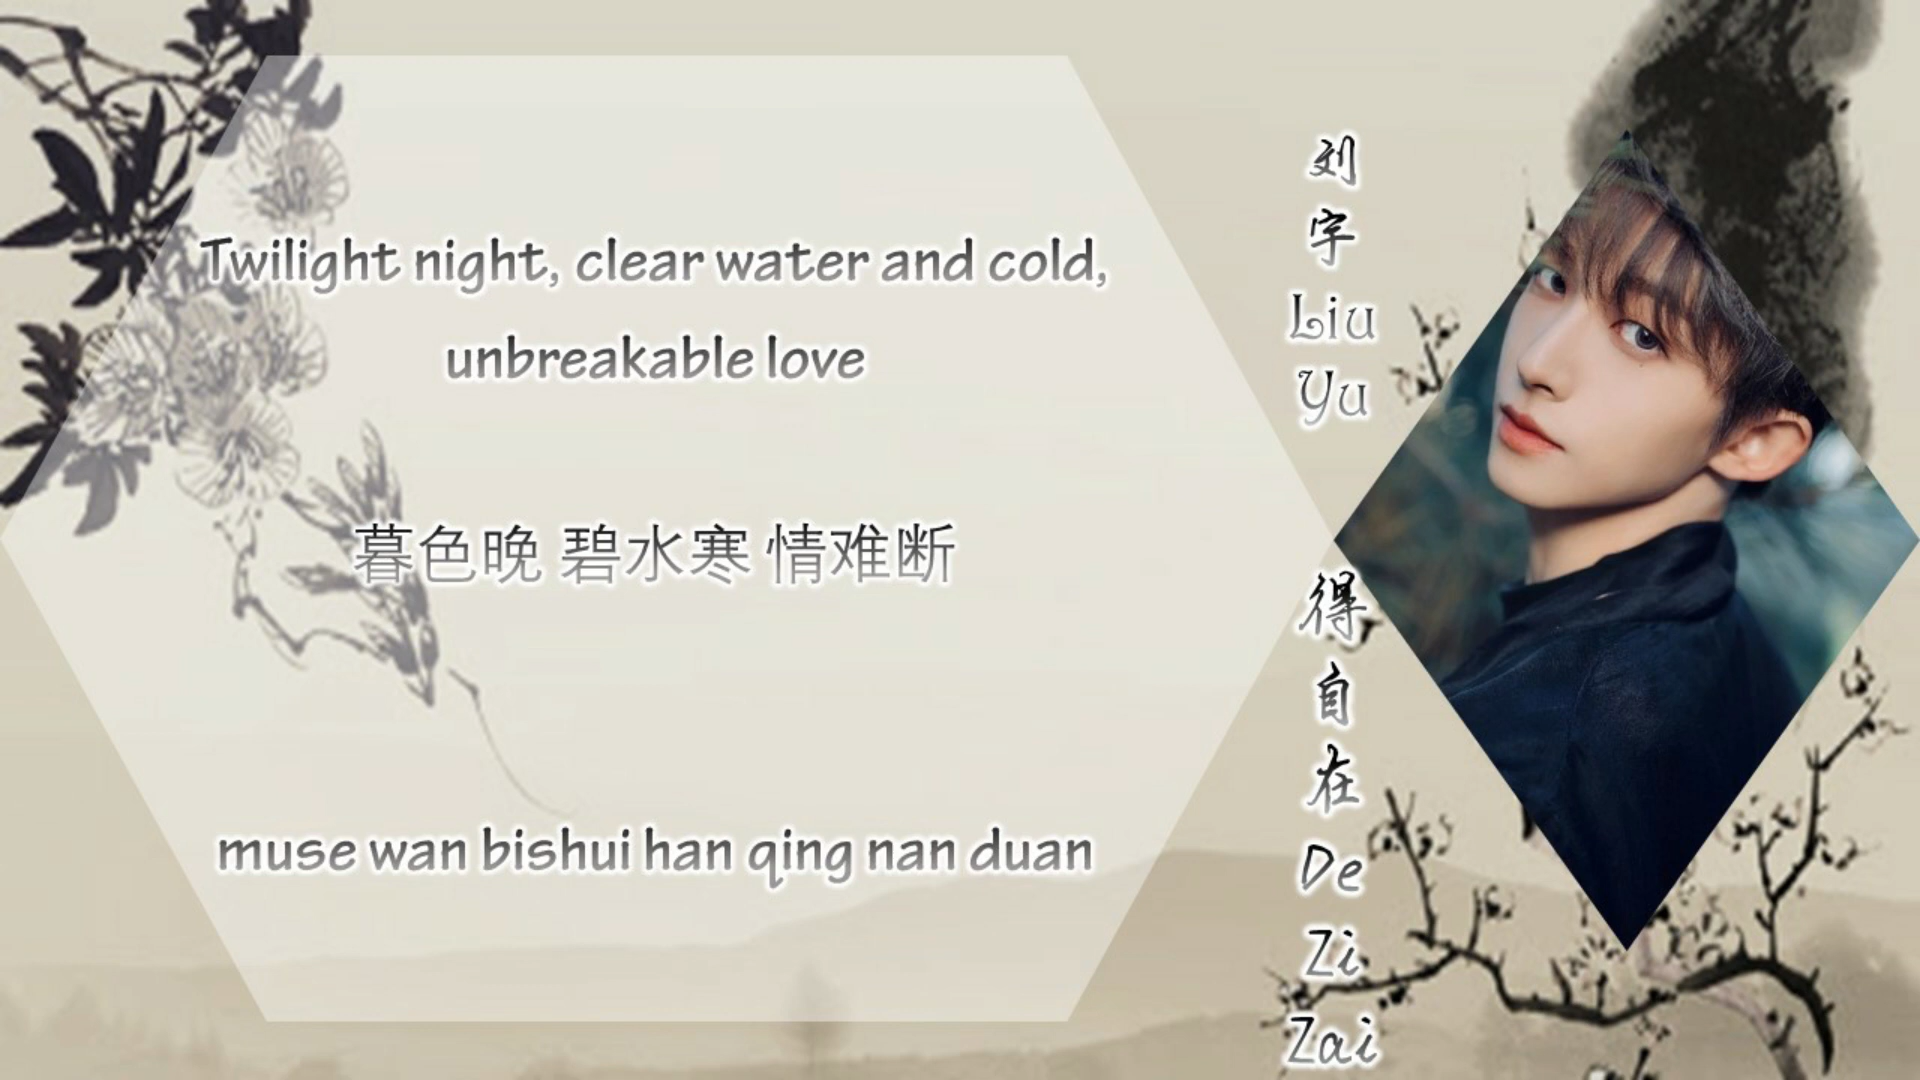 Twilight night, clear water and cold,
unbreakable love
暮色晚 碧水寒 情难断
muse wan bishui han qing nan duan
刘
宇
Liu
Yu
得
自
在
De
Zi
Zai